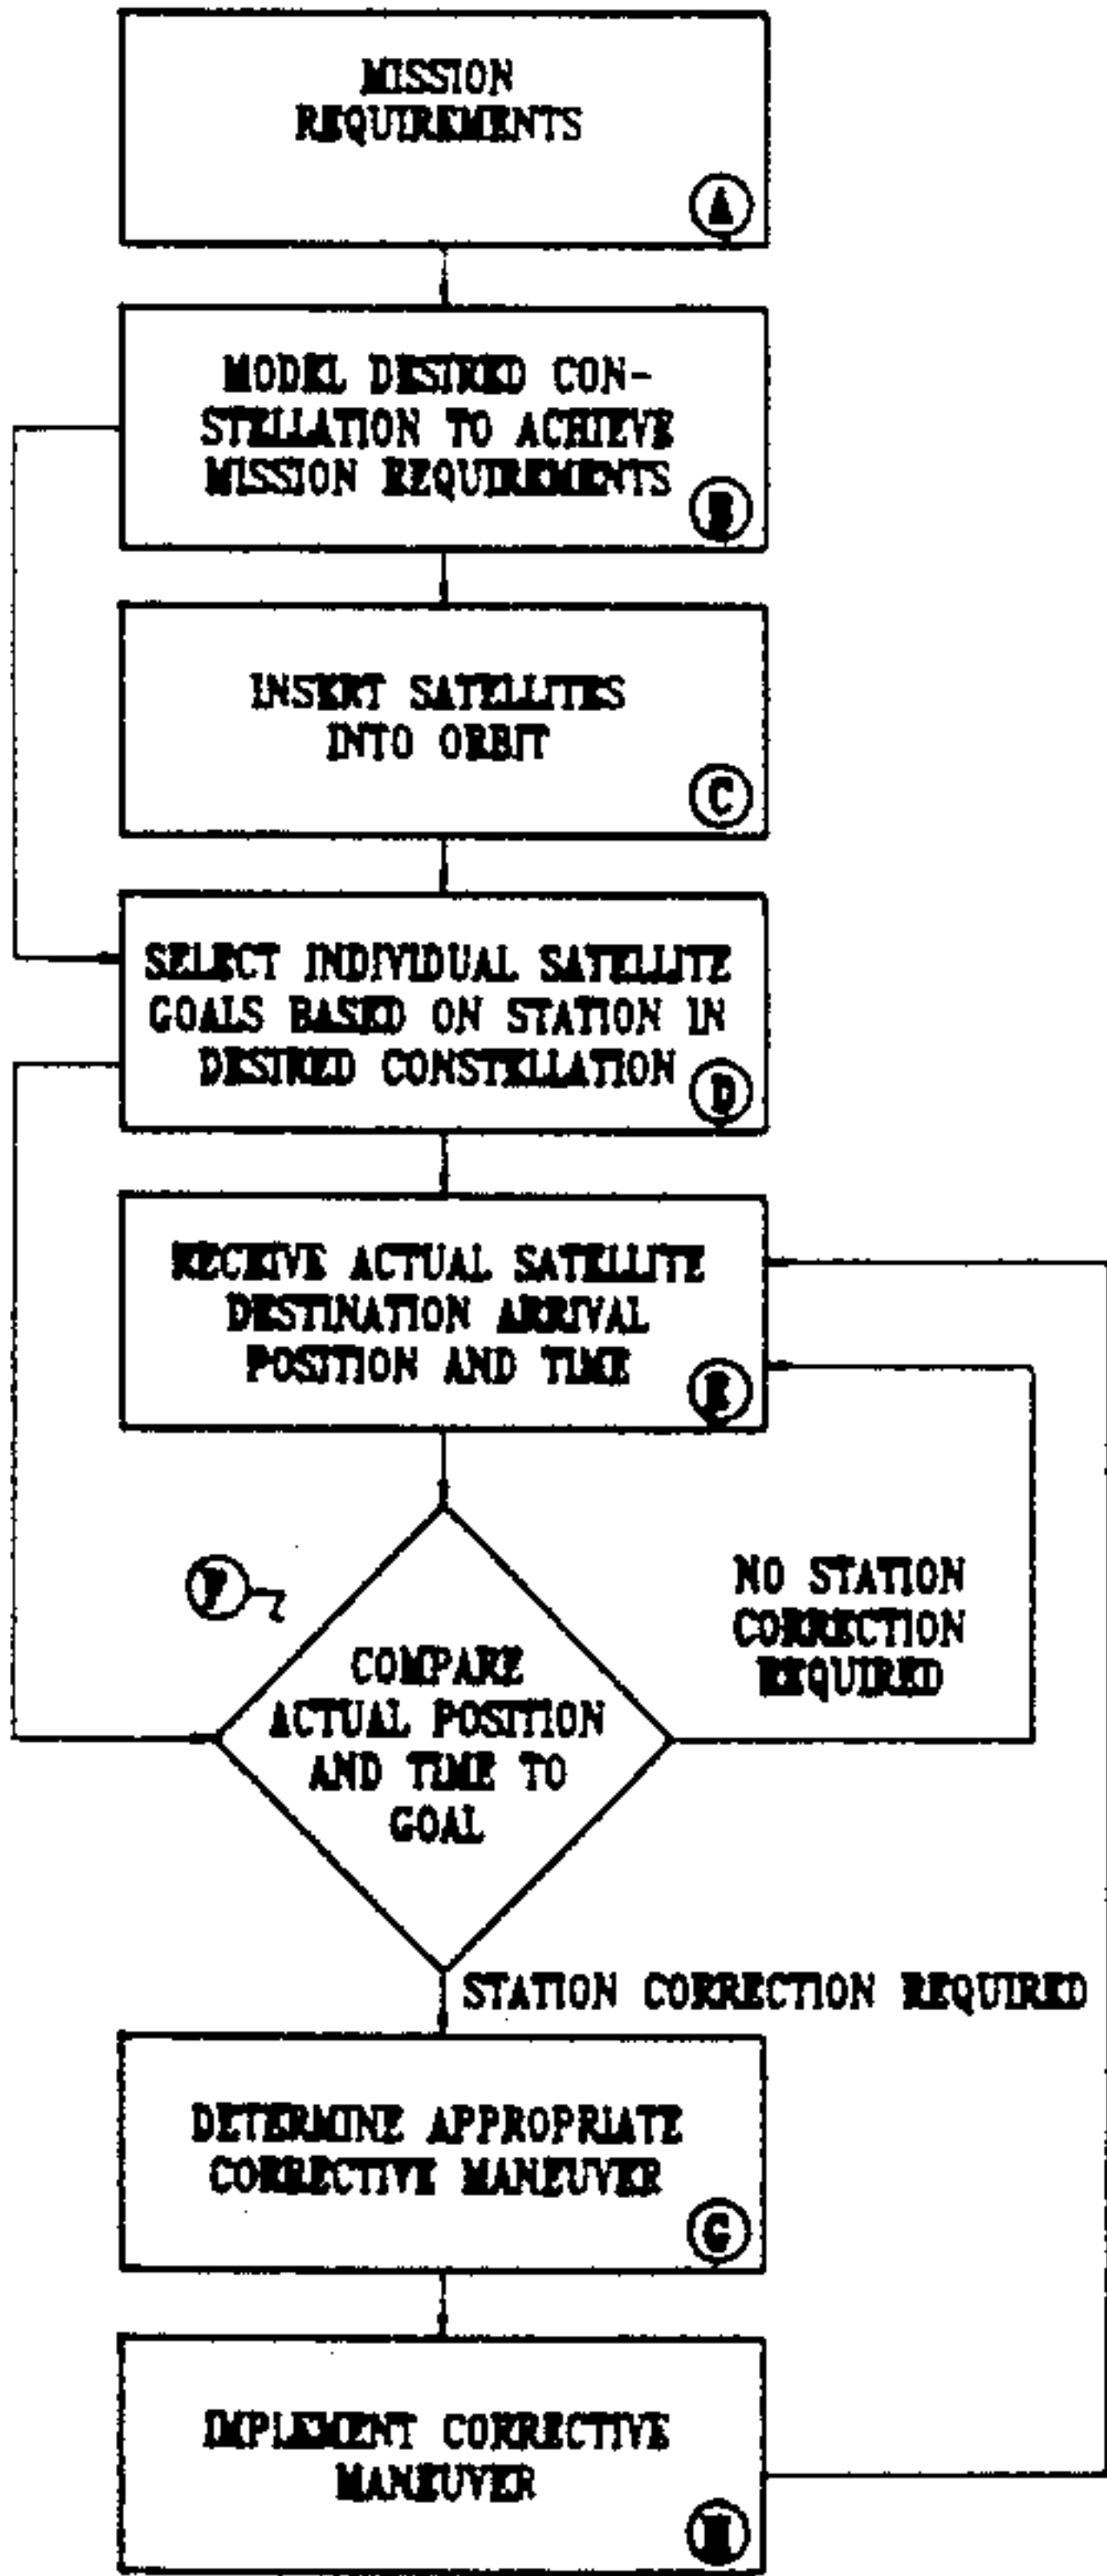 MISSION
REQUIREMENTS
A
MODEL DESIRED CON-
STELLATION TO ACHIEVE
MISSION REQUIREMENTS
B
INSERT SATELLITES
INTO ORBIT
C
SELECT INDIVIDUAL SATELLITE
GOALS BASED ON STATION IN
DESIRED CONSTELLATION
D
RECEIVE ACTUAL SATELLITE
DESTINATION ARRIVAL
POSITION AND TIME
E
F
COMPARE
ACTUAL POSITION
AND TIME TO
GOAL
NO STATION
CORRECTION
REQUIRED
STATION CORRECTION REQUIRED
DETERMINE APPROPRIATE
CORRECTIVE MANEUVER
G
IMPLEMENT CORRECTIVE
MANEUVER
H